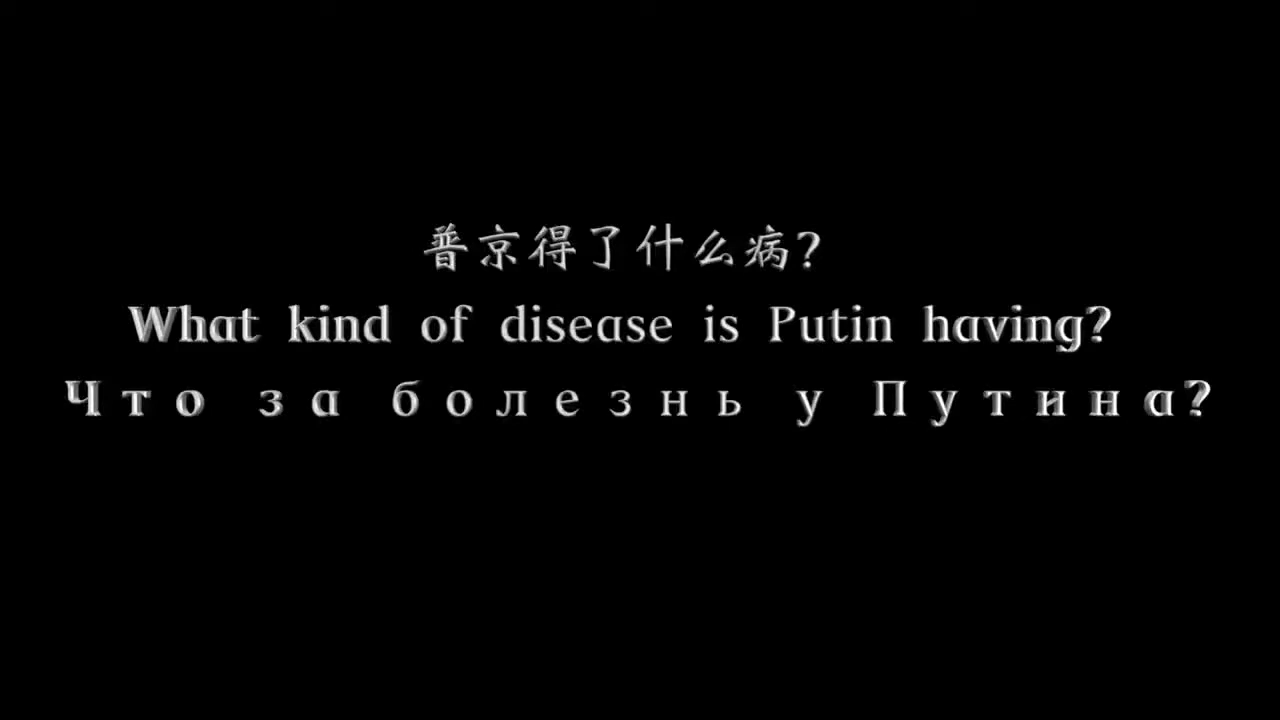 普京得了什么病?
What kind of disease is Putin having?
Что за болезнь у Путина?